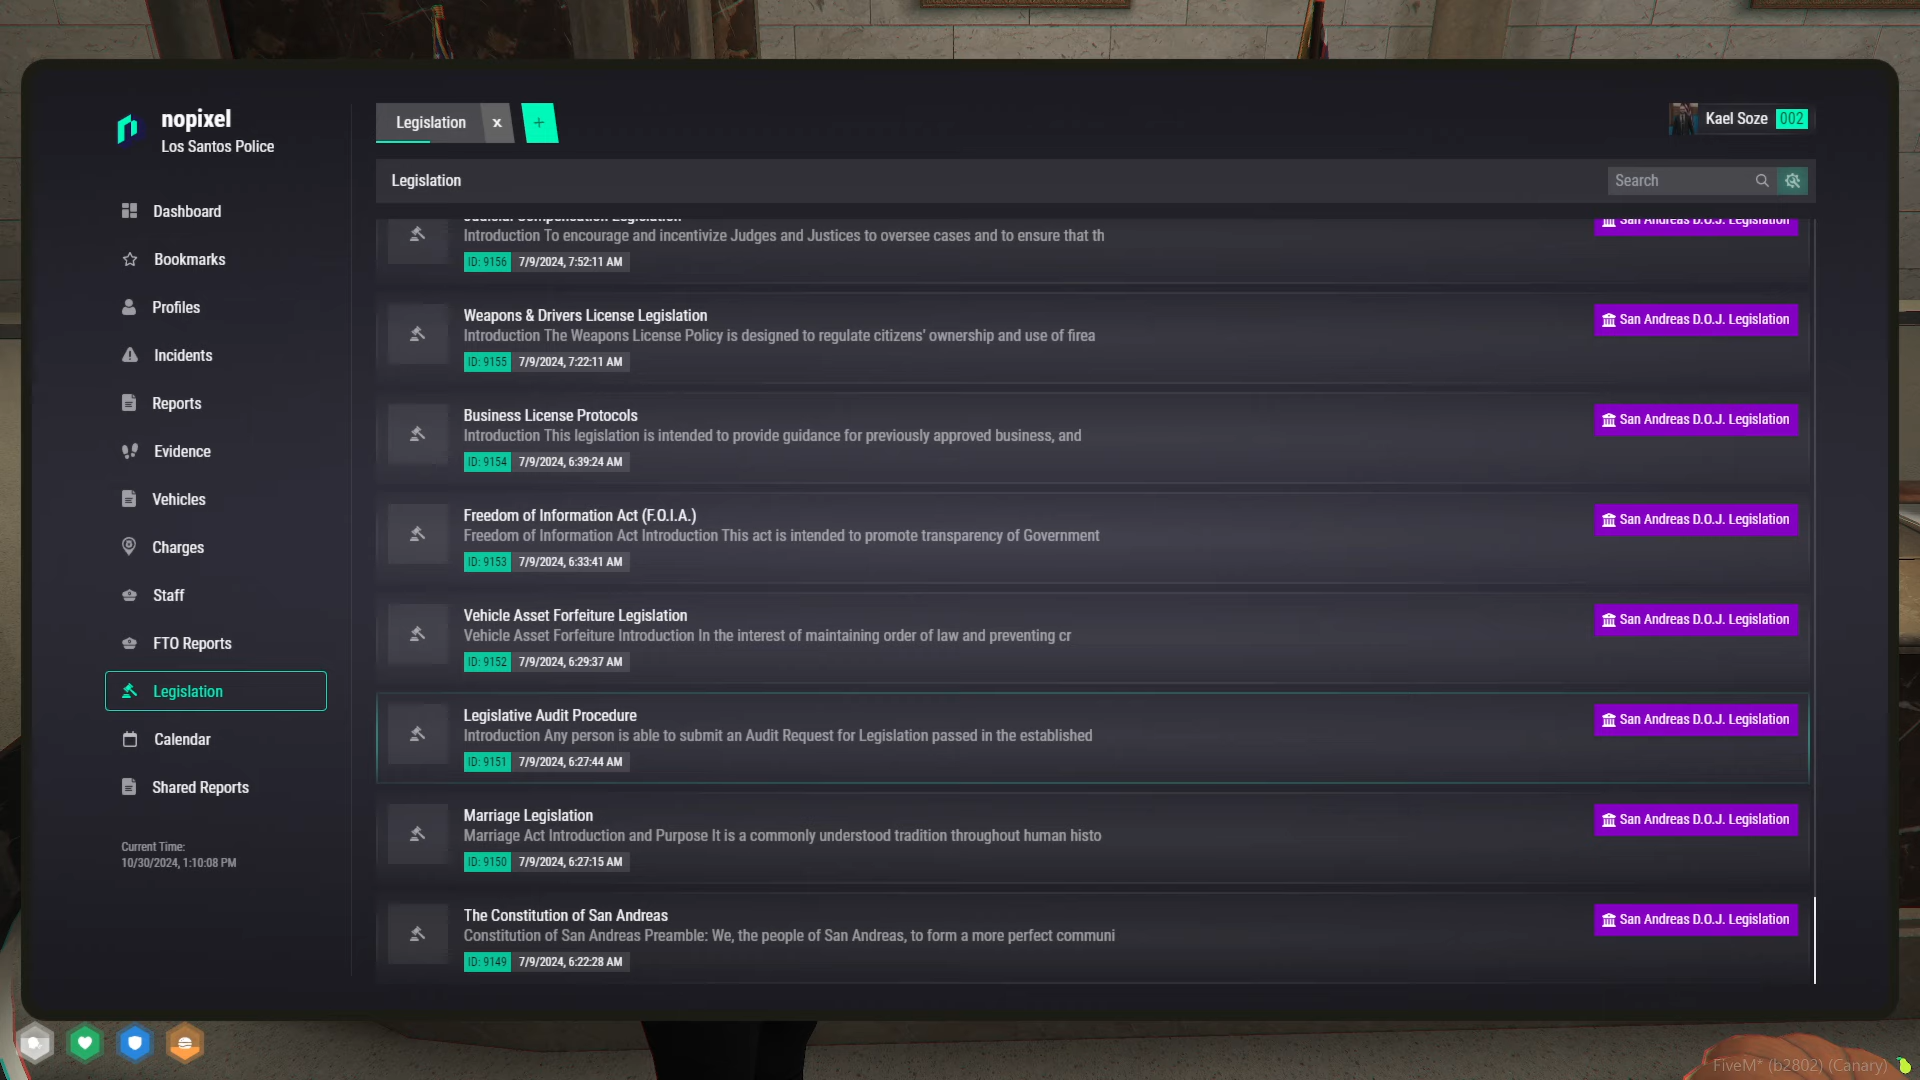 nopixel
Los Santos Police
Dashboard
Bookmarks
Profiles
Incidents
Reports
Evidence
Vehicles
Charges
Staff
FTO Reports
Legislation
Calendar
Shared Reports
Current Time:
10/30/2024, 1:10:08 PM
Legislation x +
Kael Soze 002
Legislation
Search
Judicial Compensation Legislation
San Andreas D.O.J. Legislation
Introduction To encourage and incentivize Judges and Justices to oversee cases and to ensure that th
ID: 9156 7/9/2024, 7:52:11 AM
Weapons & Drivers License Legislation
San Andreas D.O.J. Legislation
Introduction The Weapons License Policy is designed to regulate citizens' ownership and use of firea
ID: 9155 7/9/2024, 7:22:11 AM
Business License Protocols
San Andreas D.O.J. Legislation
Introduction This legislation is intended to provide guidance for previously approved business, and
ID: 9154 7/9/2024, 6:39:24 AM
Freedom of Information Act (F.O.I.A.)
San Andreas D.O.J. Legislation
Freedom of Information Act Introduction This act is intended to promote transparency of Government
ID: 9153 7/9/2024, 6:33:41 AM
Vehicle Asset Forfeiture Legislation
San Andreas D.O.J. Legislation
Vehicle Asset Forfeiture Introduction In the interest of maintaining order of law and preventing cr
ID: 9152 7/9/2024, 6:29:37 AM
Legislative Audit Procedure
San Andreas D.O.J. Legislation
Introduction Any person is able to submit an Audit Request for Legislation passed in the established
ID: 9151 7/9/2024, 6:27:44 AM
Marriage Legislation
San Andreas D.O.J. Legislation
Marriage Act Introduction and Purpose It is a commonly understood tradition throughout human histo
ID: 9150 7/9/2024, 6:27:15 AM
The Constitution of San Andreas
San Andreas D.O.J. Legislation
Constitution of San Andreas Preamble: We, the people of San Andreas, to form a more perfect communi
ID: 9149 7/9/2024, 6:22:28 AM
FiveM* (b2802) (Canary)